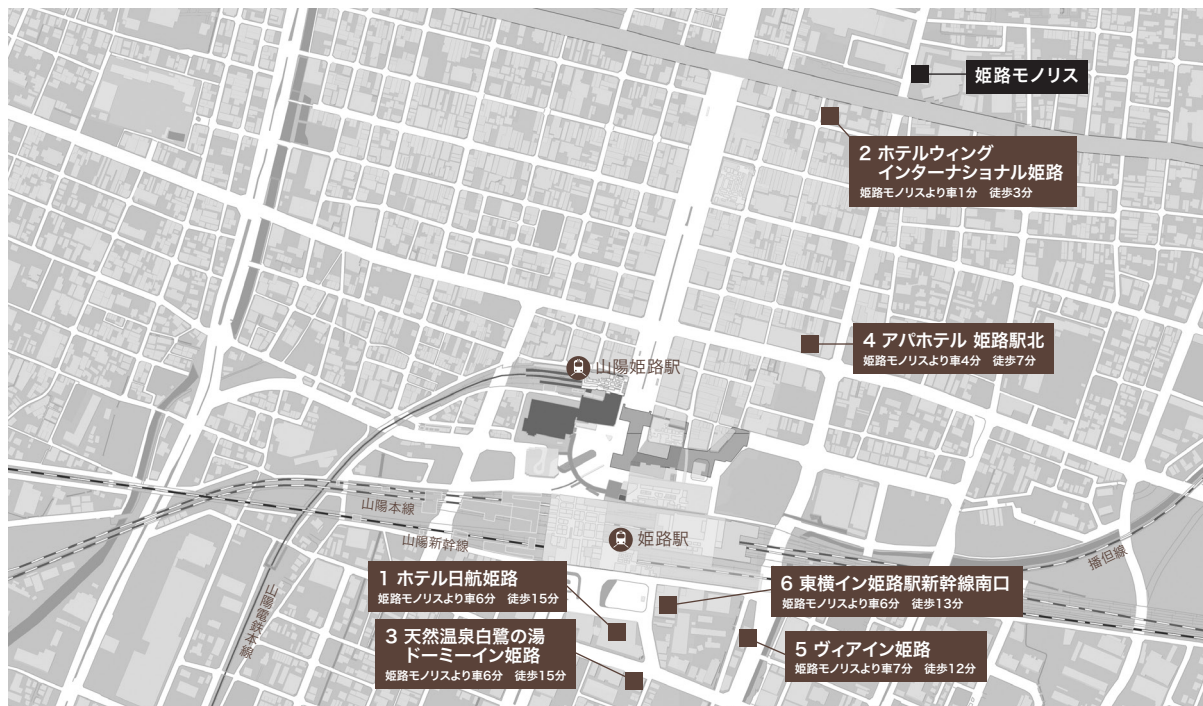 姫路モノリス
2 ホテルウィング
インターナショナル姫路
姫路モノリスより車1分 徒歩3分
4 アパホテル 姫路駅北
姫路モノリスより車4分 徒歩7分
山陽姫路駅
山陽本線
山陽新幹線
姫路駅
播但線
山陽電鉄本線
1 ホテル日航姫路
姫路モノリスより車6分 徒歩15分
6 東横イン姫路駅新幹線南口
姫路モノリスより車6分 徒歩13分
3 天然温泉白鷺の湯
ドーミーイン姫路
姫路モノリスより車6分 徒歩15分
5 ヴィアイン姫路
姫路モノリスより車7分 徒歩12分